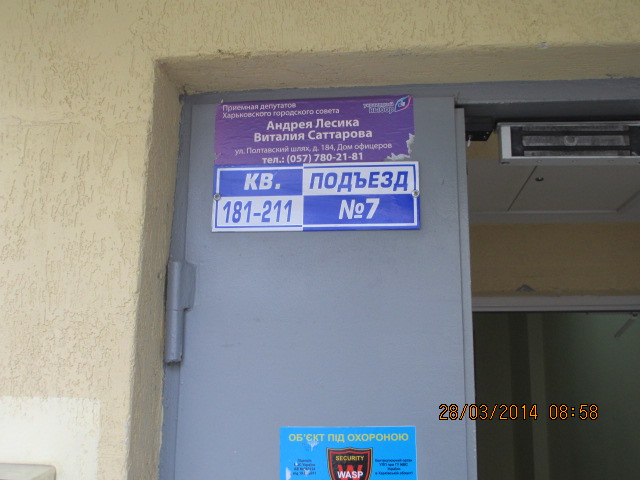 Приемная депутатов
Харьковского городского совета
Андрея Лесика
Виталия Саттарова
ул. Полтавский шлях, д. 184, Дом офицеров
тел.: (057) 780-21-81
КВ. ПОДЪЕЗД
181-211 №7
28/03/2014 08:58
ОБ'ЄКТ ПІД ОХОРОНОЮ
SECURITY
WASP